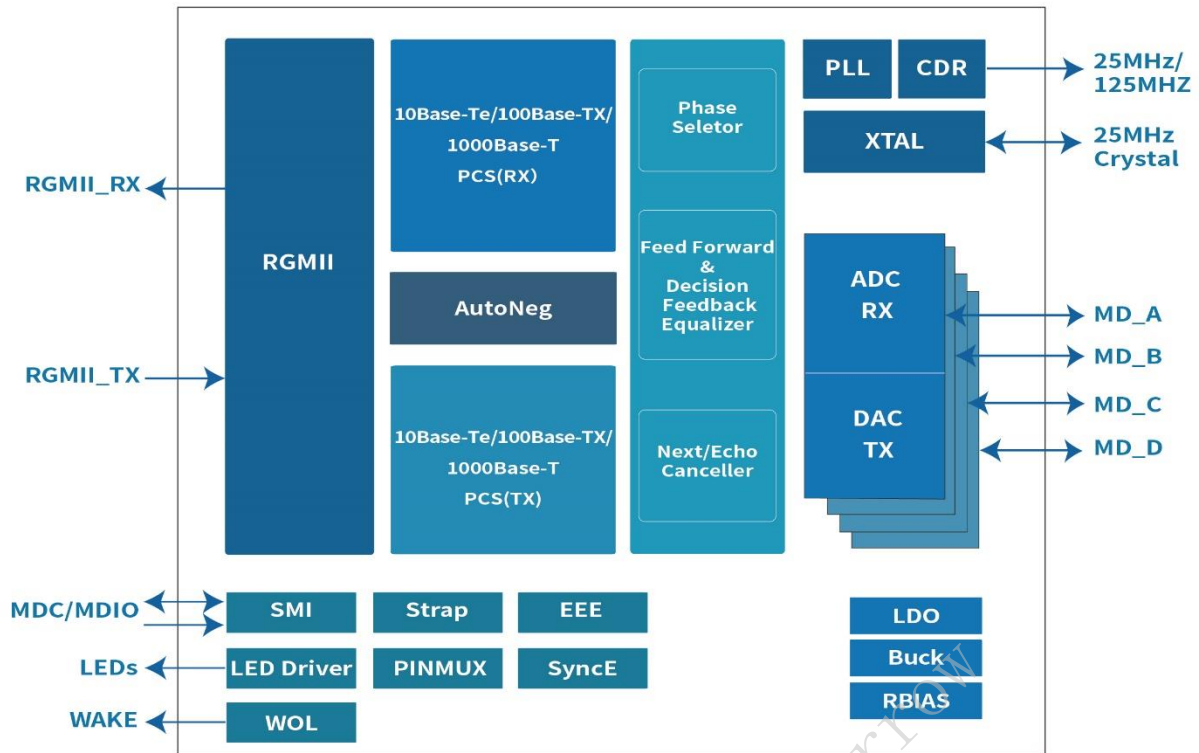 PLL
CDR
25MHz/
125MHZ
XTAL
25MHz
Crystal
10Base-Te/100Base-TX/
1000Base-T
PCS(RX)
Phase
Seletor
RGMII_RX
RGMII
AutoNeg
Feed Forward
&
Decision
Feedback
Equalizer
ADC
RX
MD_A
MD_B
RGMII_TX
10Base-Te/100Base-TX/
1000Base-T
PCS(TX)
Next/Echo
Canceller
DAC
TX
MD_C
MD_D
MDC/MDIO
SMI
Strap
EEE
LDO
LEDs
LED Driver
PINMUX
SyncE
Buck
WAKE
WOL
RBIAS